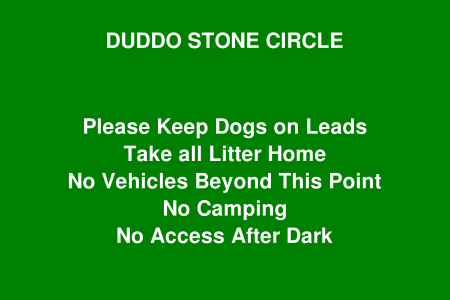 DUDDO STONE CIRCLE
Please Keep Dogs on Leads
Take all Litter Home
No Vehicles Beyond This Point
No Camping
No Access After Dark